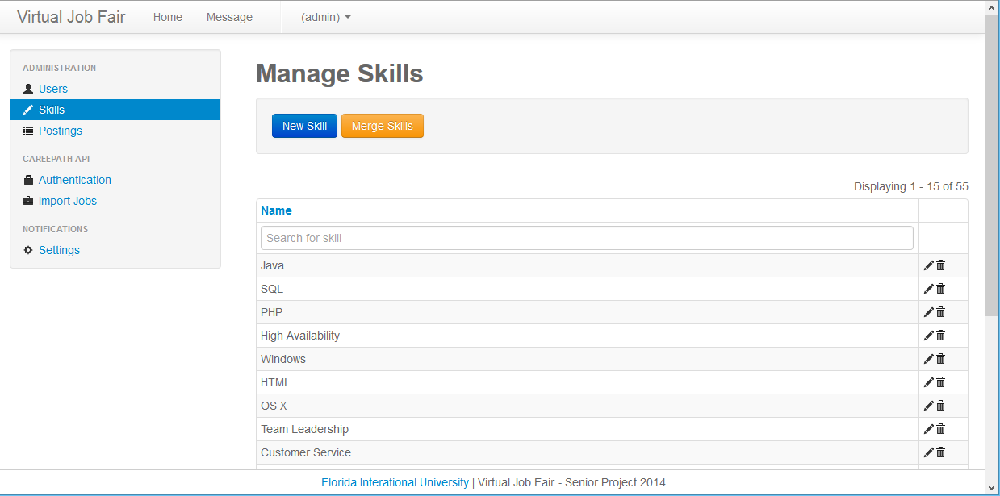 Virtual Job Fair Home Message (admin)
ADMINISTRATION
Users
Skills
Postings
CAREEPATH API
Authentication
Import Jobs
NOTIFICATIONS
Settings
Manage Skills
New Skill Merge Skills
Displaying 1 - 15 of 55
Name
Search for skill
Java
SQL
PHP
High Availability
Windows
HTML
OS X
Team Leadership
Customer Service
Florida Interational University | Virtual Job Fair - Senior Project 2014